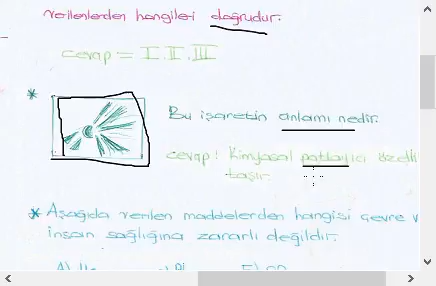 verilenlerden hangileri doğrudur.
cevap = I. II. III
* Bu işaretin anlamı nedir.
cevap! Kimyasal patlayıcı özelli
taşır.
* Aşağıda verilen maddelerden hangisi çevre v
insan sağlığına zararlı değildir.